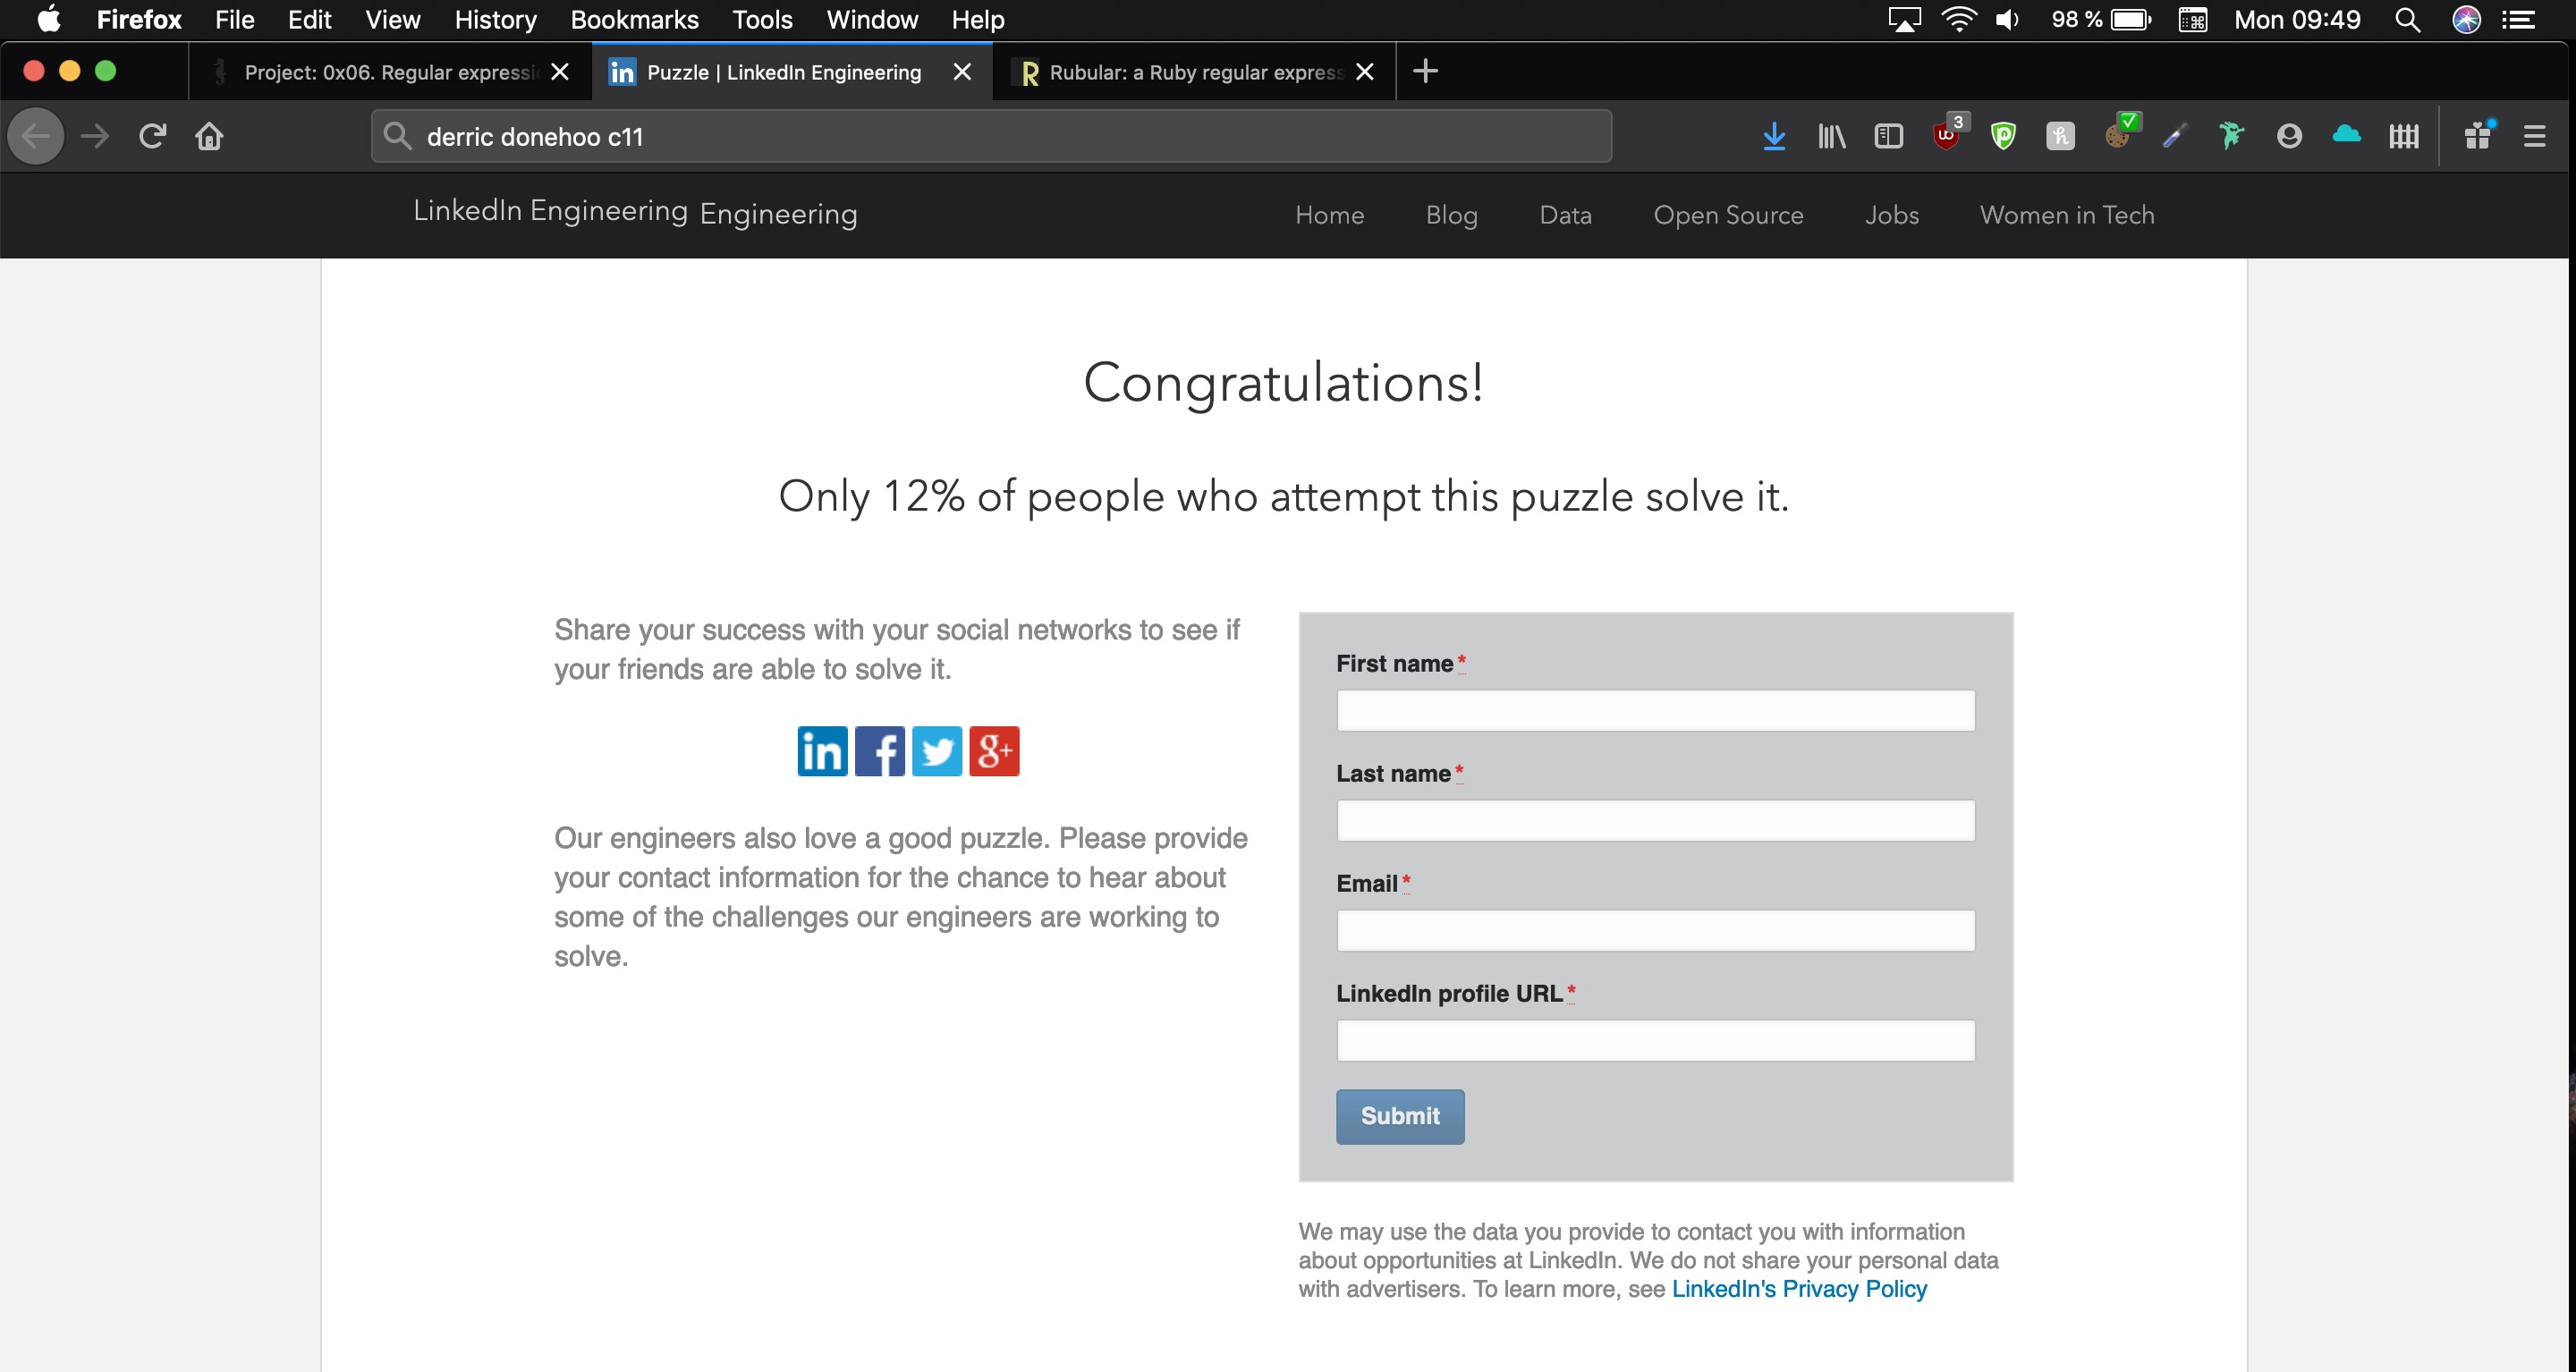 Firefox File Edit View History Bookmarks Tools Window Help 98 % Mon 09:49
Project: 0x06. Regular expressi Puzzle | LinkedIn Engineering Rubular: a Ruby regular express
derric donehoo c11 3
LinkedIn Engineering Engineering Home Blog Data Open Source Jobs Women in Tech
Congratulations!
Only 12% of people who attempt this puzzle solve it.
Share your success with your social networks to see if
your friends are able to solve it.
in f g+
Our engineers also love a good puzzle. Please provide
your contact information for the chance to hear about
some of the challenges our engineers are working to
solve.
First name*
Last name*
Email*
LinkedIn profile URL*
Submit
We may use the data you provide to contact you with information
about opportunities at LinkedIn. We do not share your personal data
with advertisers. To learn more, see LinkedIn's Privacy Policy